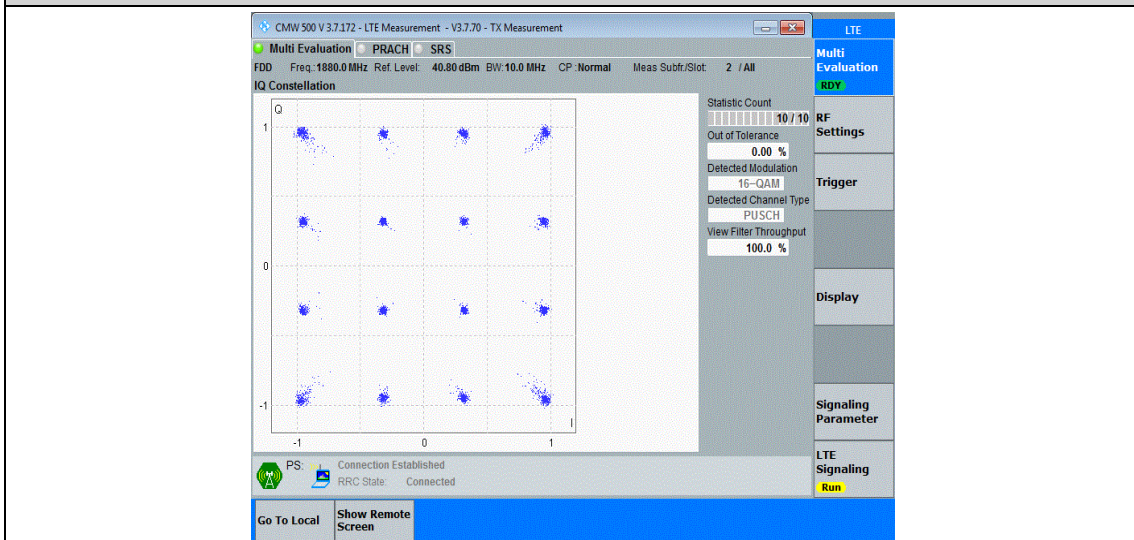 CMW 500 V 3.7.172 - LTE Measurement - V3.7.70 - TX Measurement
LTE
Multi Evaluation PRACH SRS
Multi
Evaluation
RDY
FDD Freq.:1880.0 MHz Ref. Level: 40.80 dBm BW:10.0 MHz CP :Normal Meas Subfr./Slot: 2 / All
IQ Constellation
Q
1
0
-1
-1 0 1
I
Statistic Count
10 / 10
Out of Tolerance
0.00 %
Detected Modulation
16-QAM
Detected Channel Type
PUSCH
View Filter Throughput
100.0 %
RF
Settings
Trigger
Display
Signaling
Parameter
LTE
Signaling
Run
PS: Connection Established
RRC State: Connected
Go To Local
Show Remote
Screen